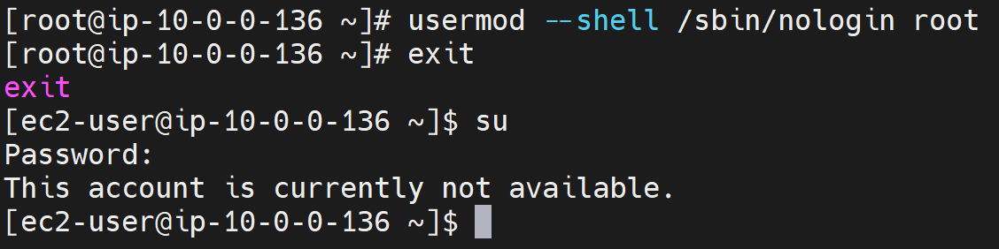 [root@ip-10-0-0-136 ~]# usermod --shell /sbin/nologin root
[root@ip-10-0-0-136 ~]# exit
exit
[ec2-user@ip-10-0-0-136 ~]$ su
Password:
This account is currently not available.
[ec2-user@ip-10-0-0-136 ~]$